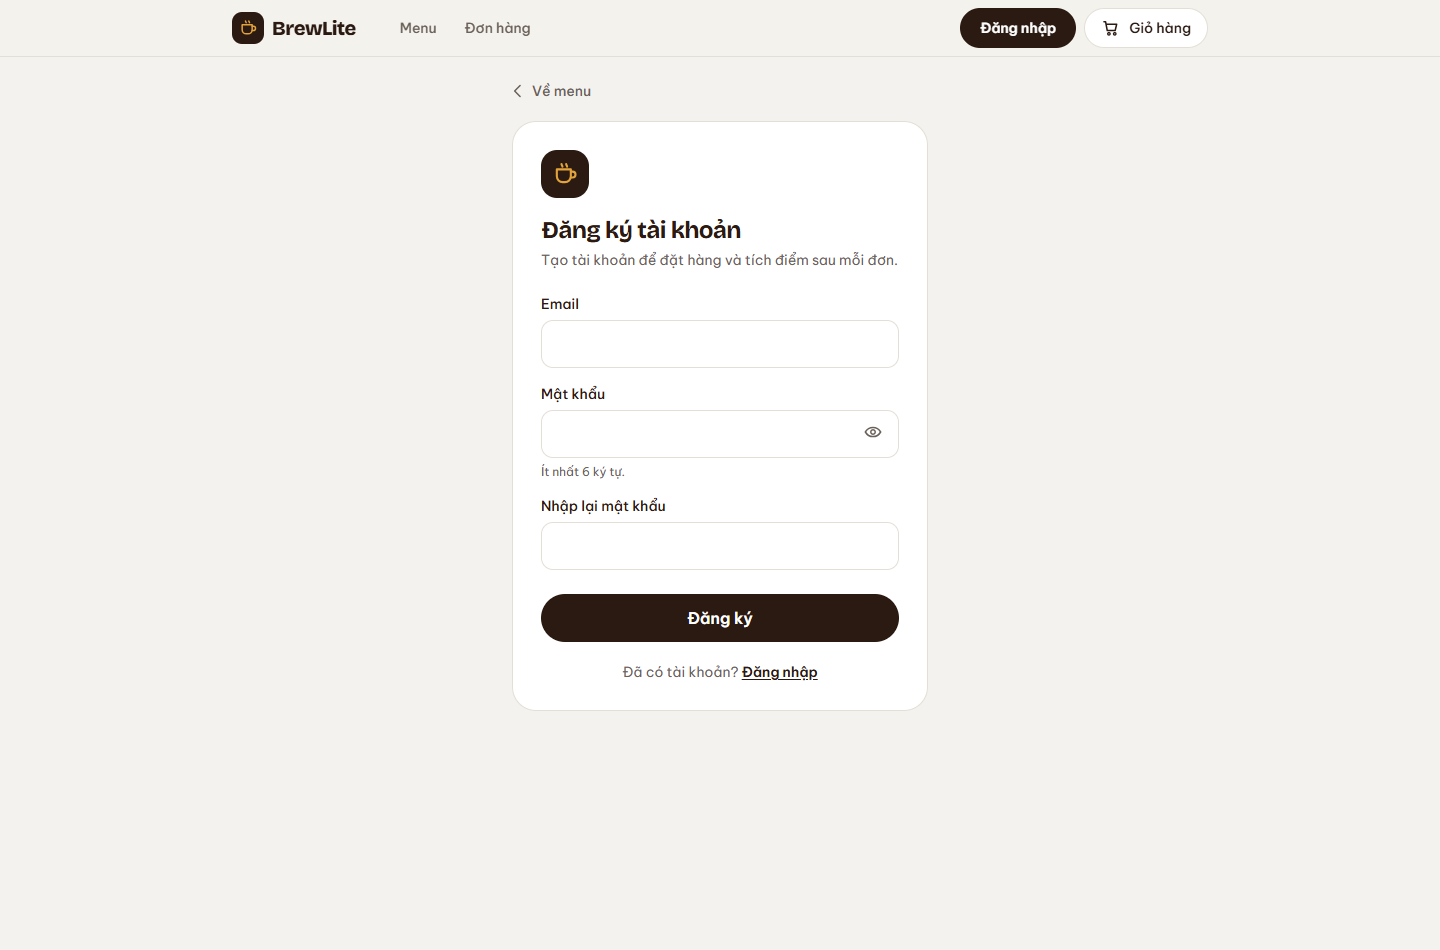 BrewLite
Menu
Đơn hàng
Đăng nhập
Giỏ hàng
Về menu
Đăng ký tài khoản
Tạo tài khoản để đặt hàng và tích điểm sau mỗi đơn.
Email
Mật khẩu
Ít nhất 6 ký tự.
Nhập lại mật khẩu
Đăng ký
Đã có tài khoản? Đăng nhập